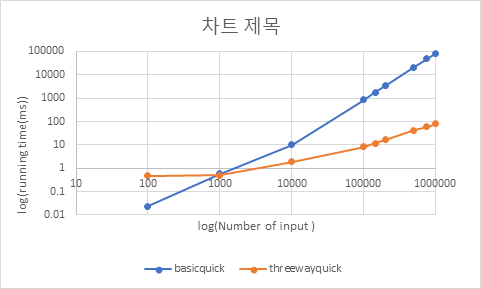 차트 제목
100000
10000
1000
100
10
1
0.1
0.01
10 100 1000 10000 100000 1000000
log(running time(ms))
log(Number of input )
basicquick threewayquick